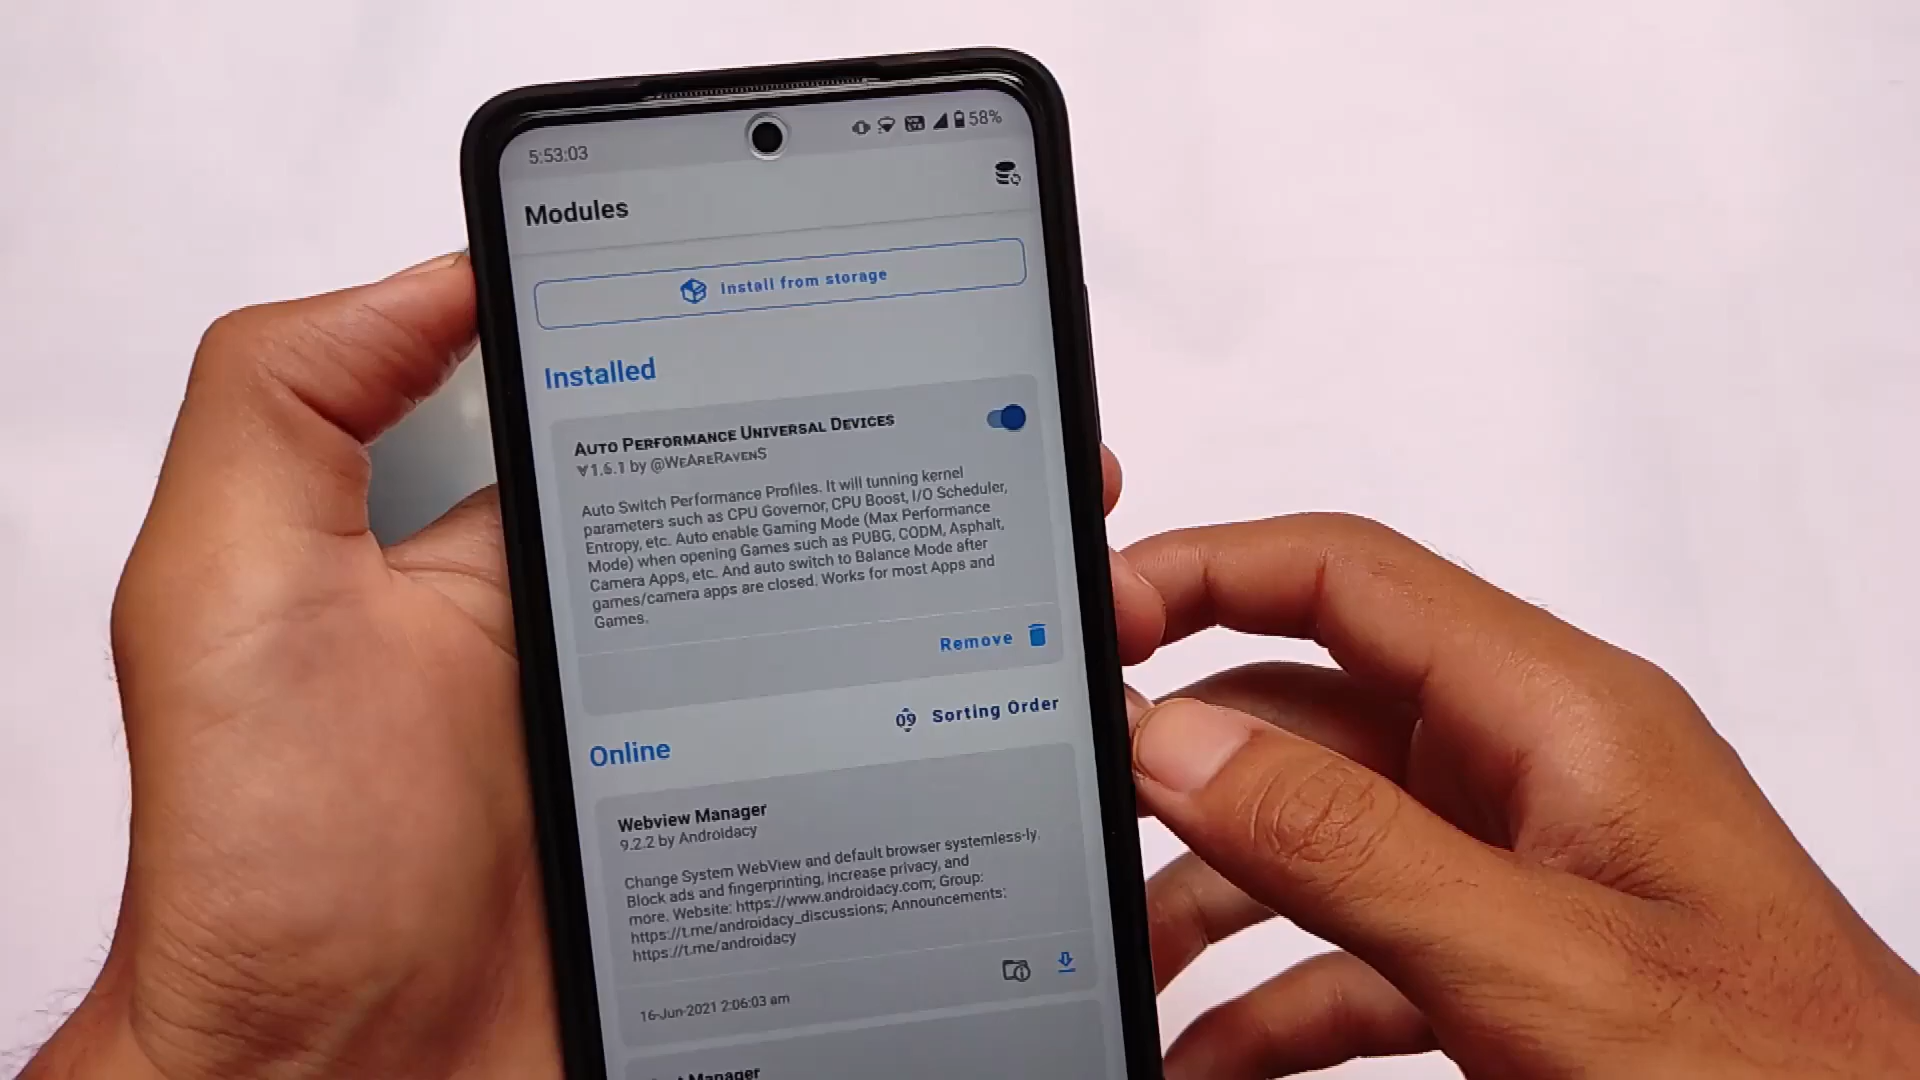 5:53:03
58%
Modules
Install from storage
Installed
Auto Performance Universal Devices
V1.6.1 by @WeAreRavenS
Auto Switch Performance Profiles. It will tunning kernel
parameters such as CPU Governor, CPU Boost, I/O Scheduler,
Entropy, etc. Auto enable Gaming Mode (Max Performance
Mode) when opening Games such as PUBG, CODM, Asphalt,
Camera Apps, etc. And auto switch to Balance Mode after
games/camera apps are closed. Works for most Apps and
Games.
Remove
09 Sorting Order
Online
Webview Manager
9.2.2 by Androidacy
Change System WebView and default browser systemless-ly.
Block ads and fingerprinting, increase privacy, and
more. Website: https://www.androidacy.com; Group:
https://t.me/androidacy_discussions; Announcements:
https://t.me/androidacy
16-Jun-2021 2:06:03 am
Manager